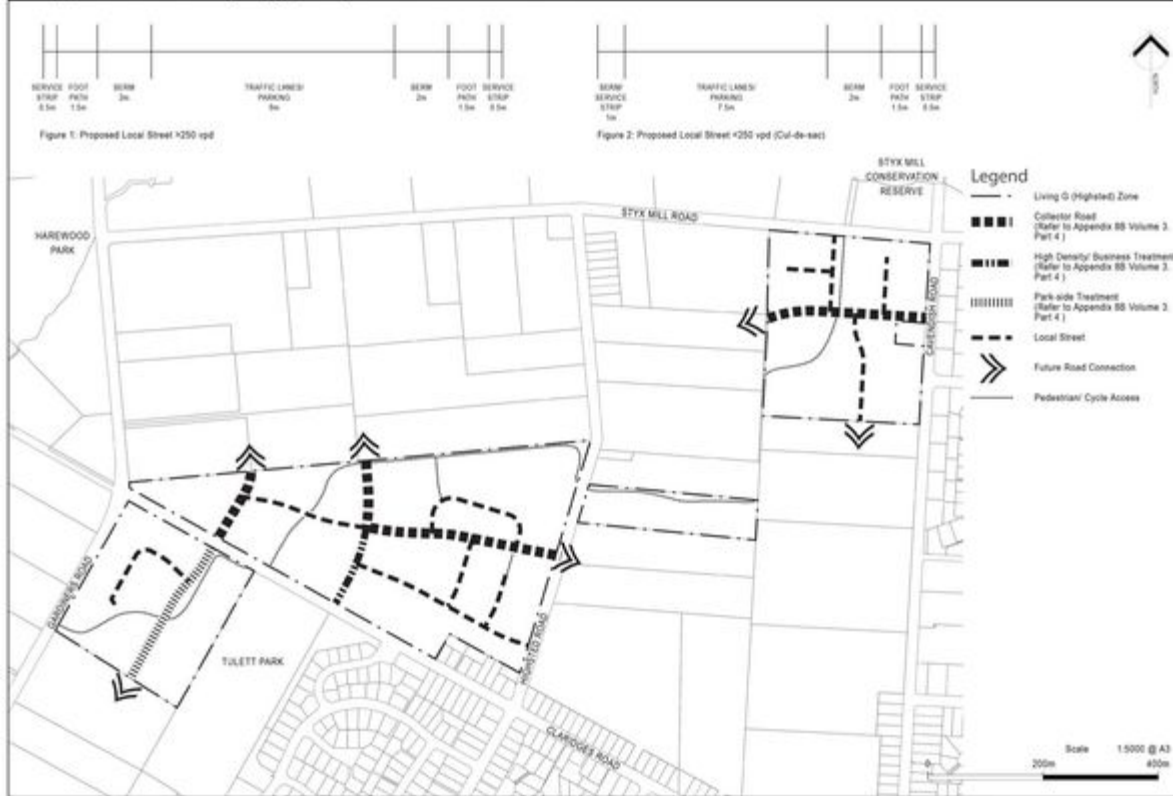 SERVICE STRIP 0.5m
FOOT PATH 1.5m
BERM 2m
TRAFFIC LANES/ PARKING 9m
BERM 2m
FOOT PATH 1.5m
SERVICE STRIP 0.5m
Figure 1: Proposed Local Street >250 vpd
BERM/ SERVICE STRIP 1m
TRAFFIC LANES/ PARKING 7.5m
BERM 2m
FOOT PATH 1.5m
SERVICE STRIP 0.5m
Figure 2: Proposed Local Street <250 vpd (Cul-de-sac)
NORTH
STYX MILL
CONSERVATION
RESERVE
HAREWOOD
PARK
STYX MILL ROAD
CAVENDISH ROAD
GARDINERS ROAD
TULETT PARK
HIGHSTED ROAD
CLARIDGES ROAD
Legend
Living G (Highsted) Zone
Collector Road
(Refer to Appendix 8B Volume 3.
Part 4 )
High Density/ Business Treatment
(Refer to Appendix 8B Volume 3.
Part 4 )
Park-side Treatment
(Refer to Appendix 8B Volume 3.
Part 4 )
Local Street
Future Road Connection
Pedestrian/ Cycle Access
Scale 1:5000 @ A3
0 200m 400m